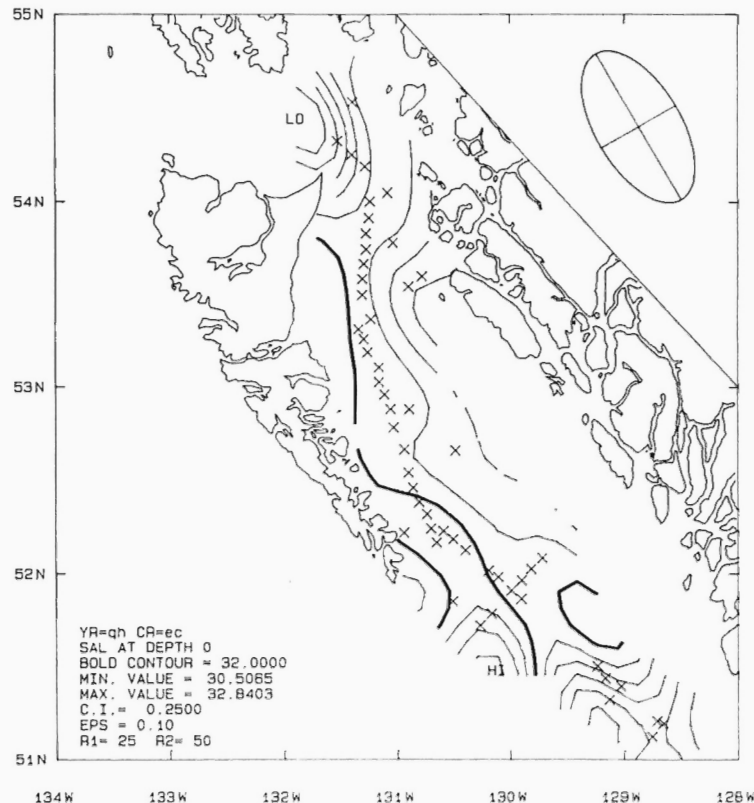 55N
LO
54N
53N
52N
HI
YR=qh CR=ec
SAL AT DEPTH 0
BOLD CONTOUR = 32.0000
MIN. VALUE = 30.5065
MAX. VALUE = 32.8403
C.I.= 0.2500
EPS = 0.10
R1= 25 R2= 50
51N
134W 133W 132W 131W 130W 129W 128W